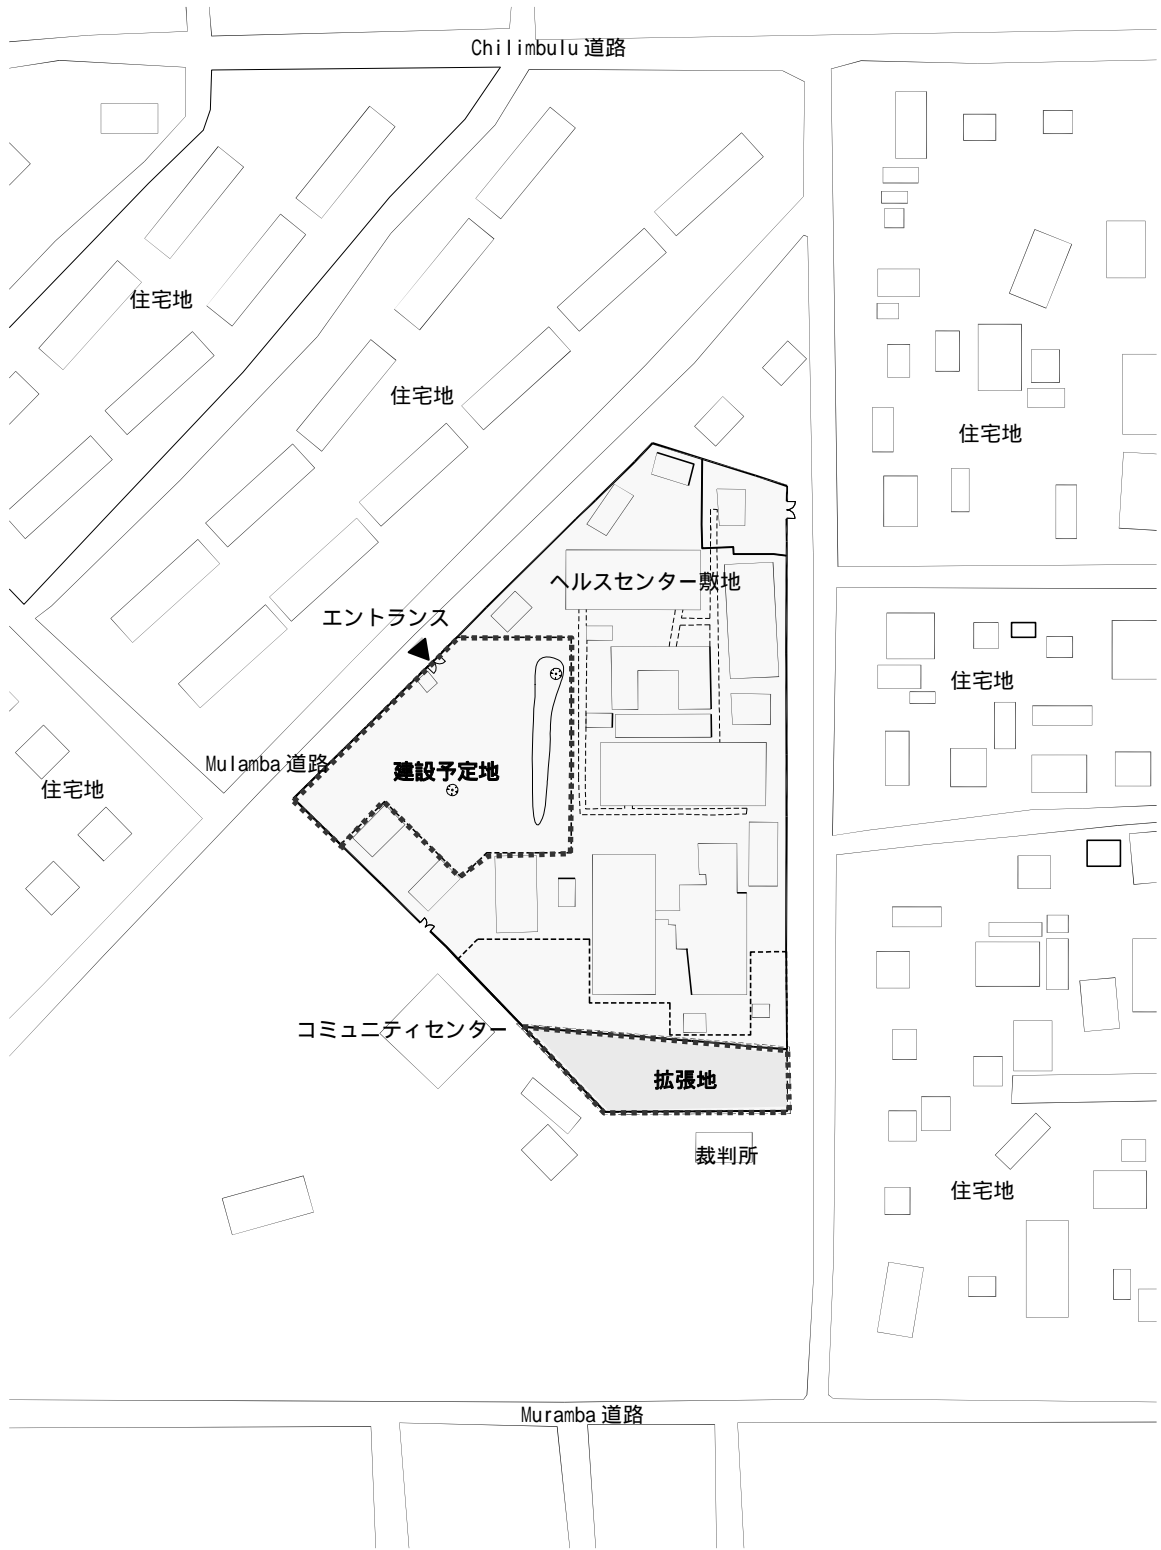 Chilimbulu 道路
住宅地
住宅地
住宅地
ヘルスセンター敷地
エントランス
住宅地
Mulamba 道路
建設予定地
住宅地
コミュニティセンター
拡張地
裁判所
住宅地
Muramba 道路